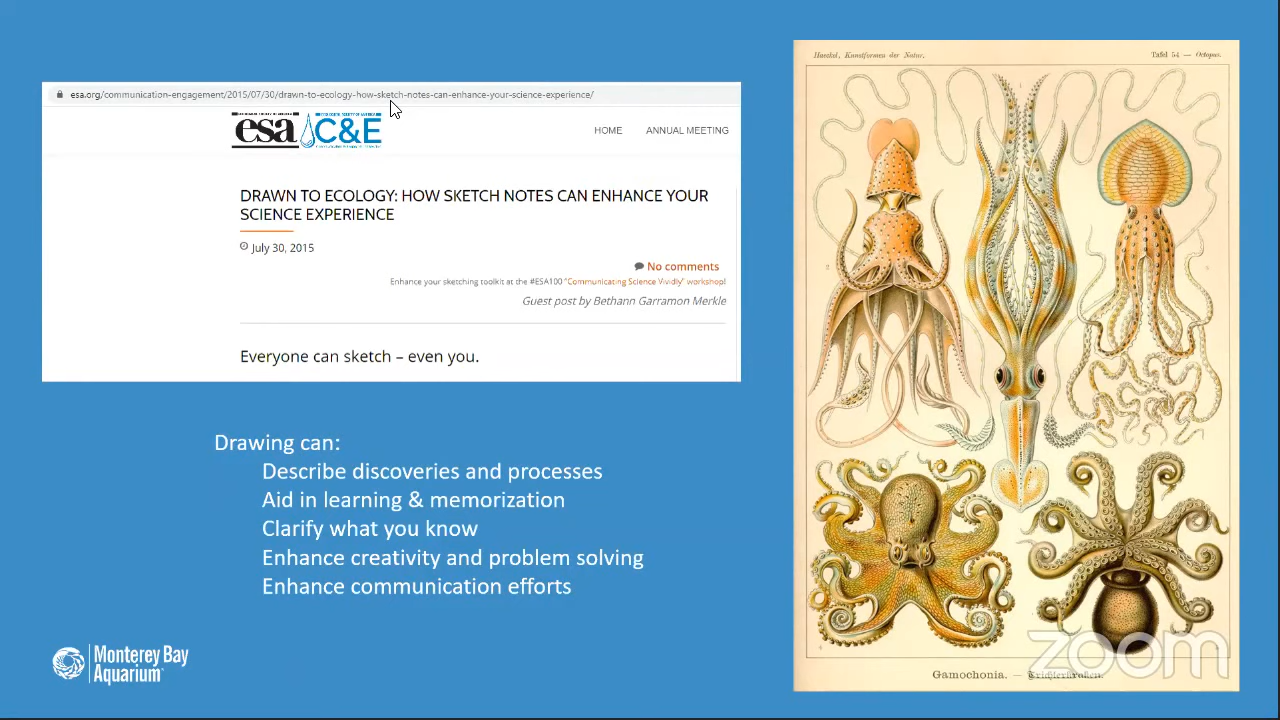 esa.org/communication-engagement/2015/07/30/drawn-to-ecology-how-sketch-notes-can-enhance-your-science-experience/
esa C&E
HOME ANNUAL MEETING
DRAWN TO ECOLOGY: HOW SKETCH NOTES CAN ENHANCE YOUR
SCIENCE EXPERIENCE
July 30, 2015
No comments
Enhance your sketching toolkit at the #ESA100 "Communicating Science Vividly" workshop!
Guest post by Bethann Garramon Merkle
Everyone can sketch – even you.
Drawing can:
Describe discoveries and processes
Aid in learning & memorization
Clarify what you know
Enhance creativity and problem solving
Enhance communication efforts
Monterey Bay
Aquarium
Haeckel, Kunstformen der Natur.
Tafel 54 — Octopus.
Gamochonia. — Trichterkraken.
zoom